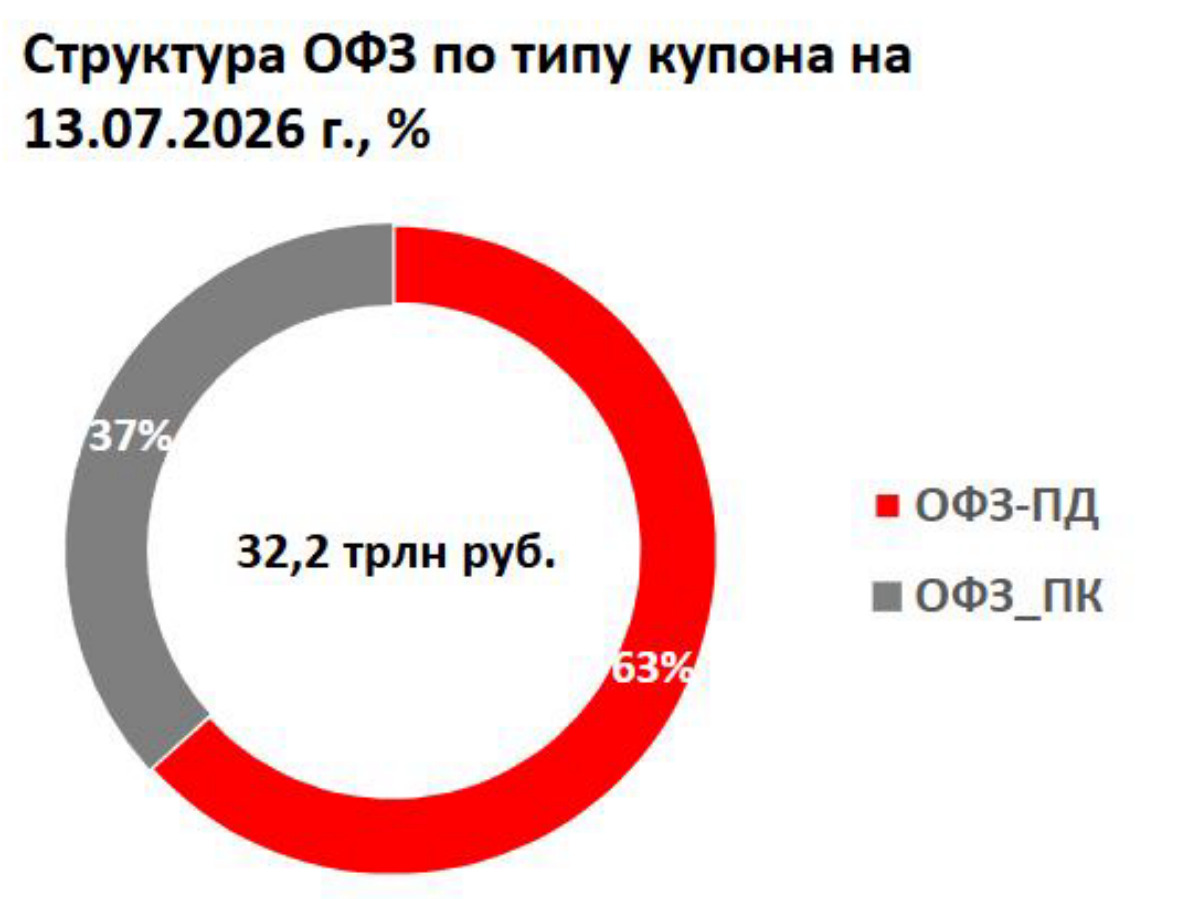 Структура ОФЗ по типу купона на
13.07.2026 г., %
37%
32,2 трлн руб.
63%
ОФЗ-ПД
ОФЗ_ПК